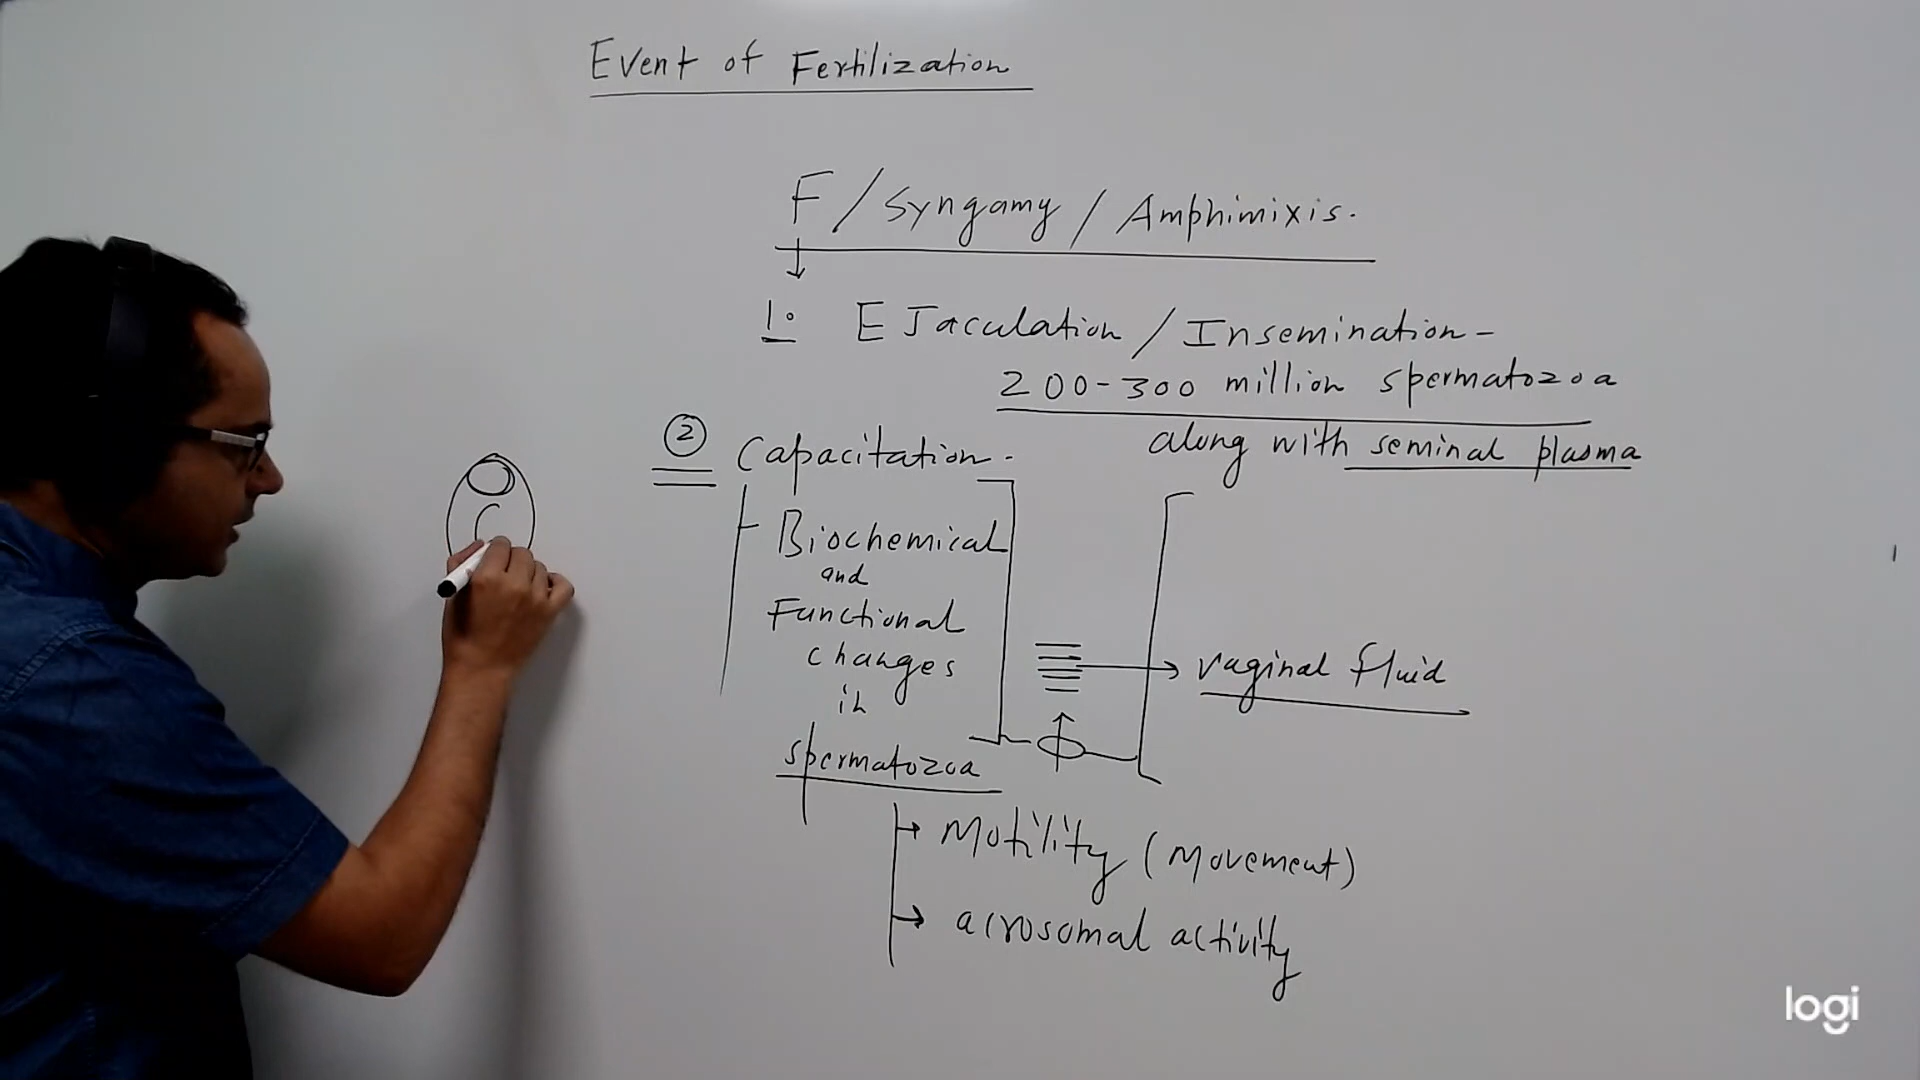 Event of Fertilization
F / Syngamy / Amphimixis.
1. EJaculation / Insemination -
200-300 million spermatozoa
along with seminal plasma
2 Capacitation.
Biochemical
and
Functional
changes
in
spermatozoa
vaginal fluid
Motility (Movement)
acrosomal activity
logi